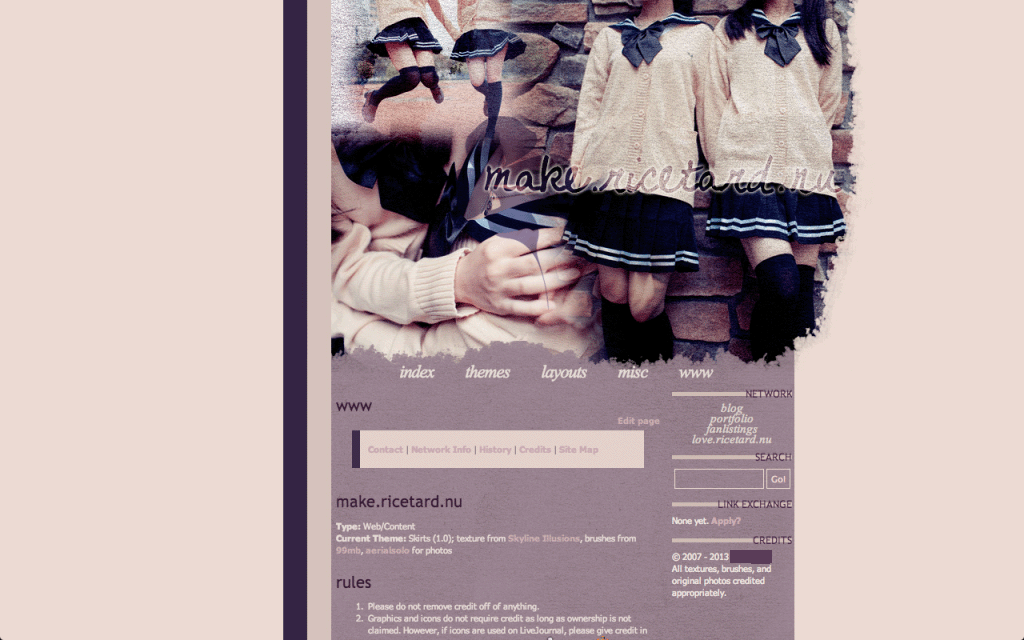 make.ricetard.nu
index themes layouts misc www
www
Edit page
Contact | Network Info | History | Credits | Site Map
make.ricetard.nu
Type: Web/Content
Current Theme: Skirts (1.0); texture from Skyline Illusions, brushes from
99mb, aerialsolo for photos
rules
1. Please do not remove credit off of anything.
2. Graphics and icons do not require credit as long as ownership is not
claimed. However, if icons are used on LiveJournal, please give credit in
NETWORK
blog
portfolio
fanlistings
love.ricetard.nu
SEARCH
Go!
LINK EXCHANGE
None yet. Apply?
CREDITS
© 2007 - 2013
All textures, brushes, and
original photos credited
appropriately.